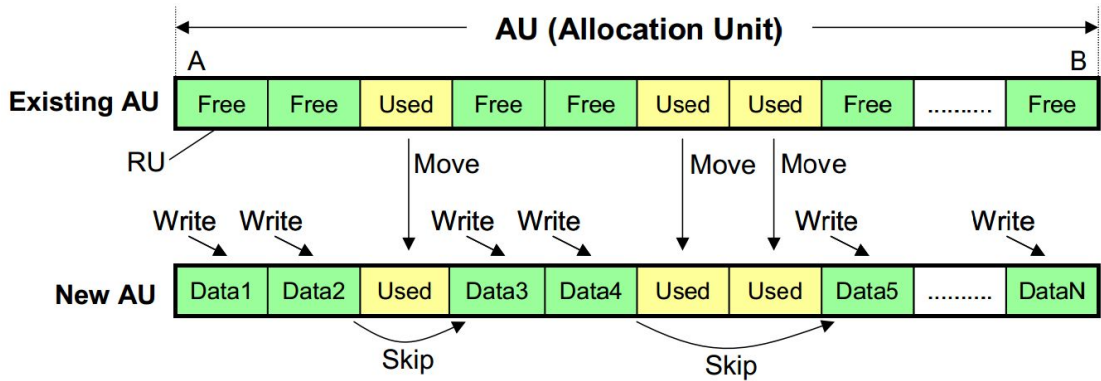 AU (Allocation Unit)
A B
Existing AU Free Free Used Free Free Used Used Free .......... Free
RU Move Move Move
Write Write Write Write Write Write
New AU Data1 Data2 Used Data3 Data4 Used Used Data5 .......... DataN
Skip Skip